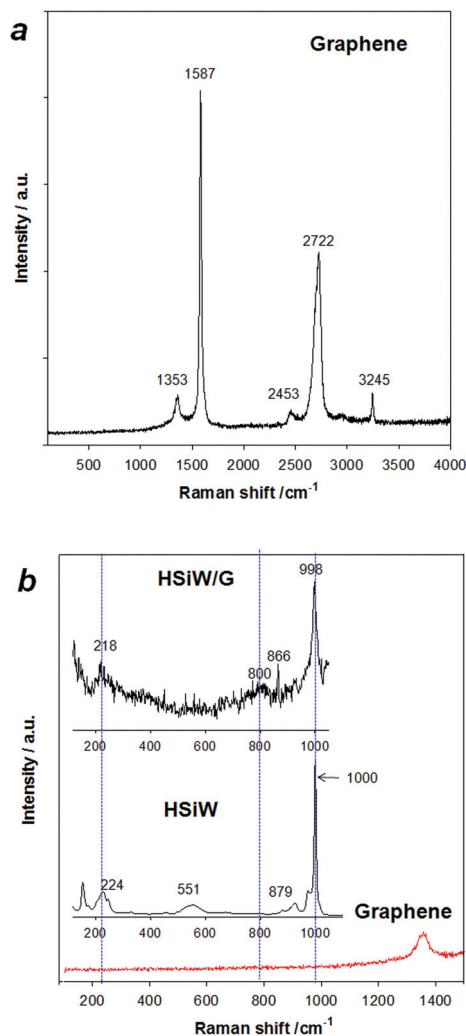 a
Graphene
1587
2722
1353
2453
3245
Intensity / a.u.
500 1000 1500 2000 2500 3000 3500 4000
Raman shift /cm-1
b
HSiW/G
998
218
866
800
200 400 600 800 1000
HSiW
1000
224
551
879
Graphene
200 400 600 800 1000
Intensity / a.u.
200 400 600 800 1000 1200 1400
Raman shift /cm-1